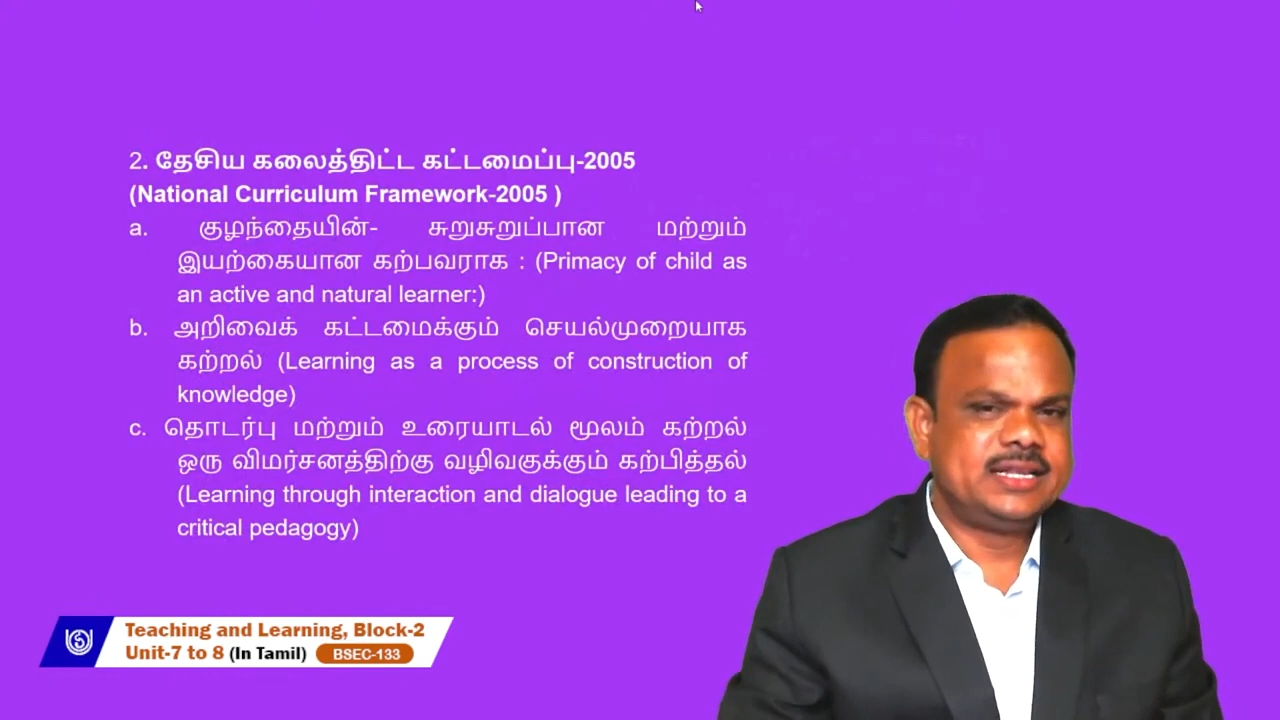 2. தேசிய கலைத்திட்ட கட்டமைப்பு-2005
(National Curriculum Framework-2005 )
a. குழந்தையின்- சுறுசுறுப்பான மற்றும்
இயற்கையான கற்பவராக : (Primacy of child as
an active and natural learner:)
b. அறிவைக் கட்டமைக்கும் செயல்முறையாக
கற்றல் (Learning as a process of construction of
knowledge)
c. தொடர்பு மற்றும் உரையாடல் மூலம் கற்றல்
ஒரு விமர்சனத்திற்கு வழிவகுக்கும் கற்பித்தல்
(Learning through interaction and dialogue leading to a
critical pedagogy)
Teaching and Learning, Block-2
Unit-7 to 8 (In Tamil) BSEC-133